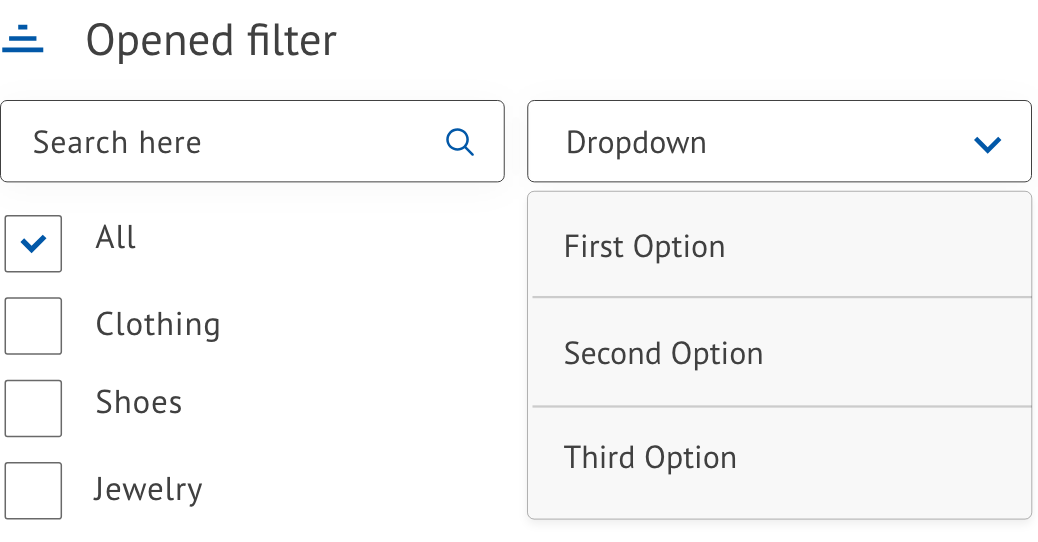 Opened filter
Search here
Dropdown
All
Clothing
Shoes
Jewelry
First Option
Second Option
Third Option